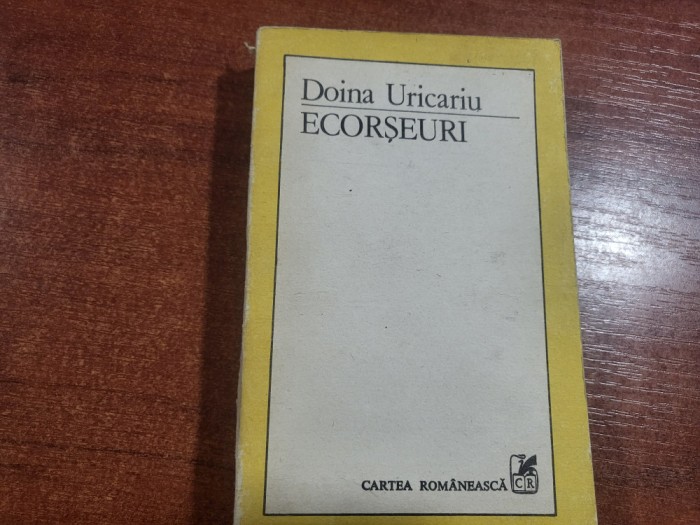 Doina Uricariu
ECORȘEURI
CARTEA ROMÂNEASCĂ
CR